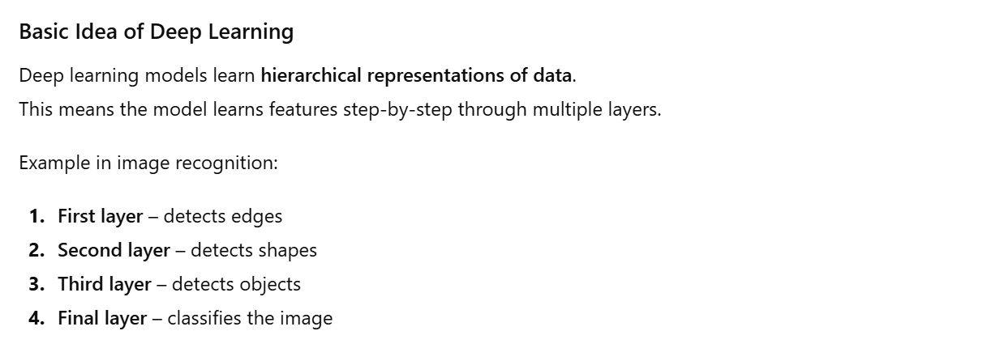 Basic Idea of Deep Learning
Deep learning models learn hierarchical representations of data.
This means the model learns features step-by-step through multiple layers.
Example in image recognition:
1. First layer – detects edges
2. Second layer – detects shapes
3. Third layer – detects objects
4. Final layer – classifies the image